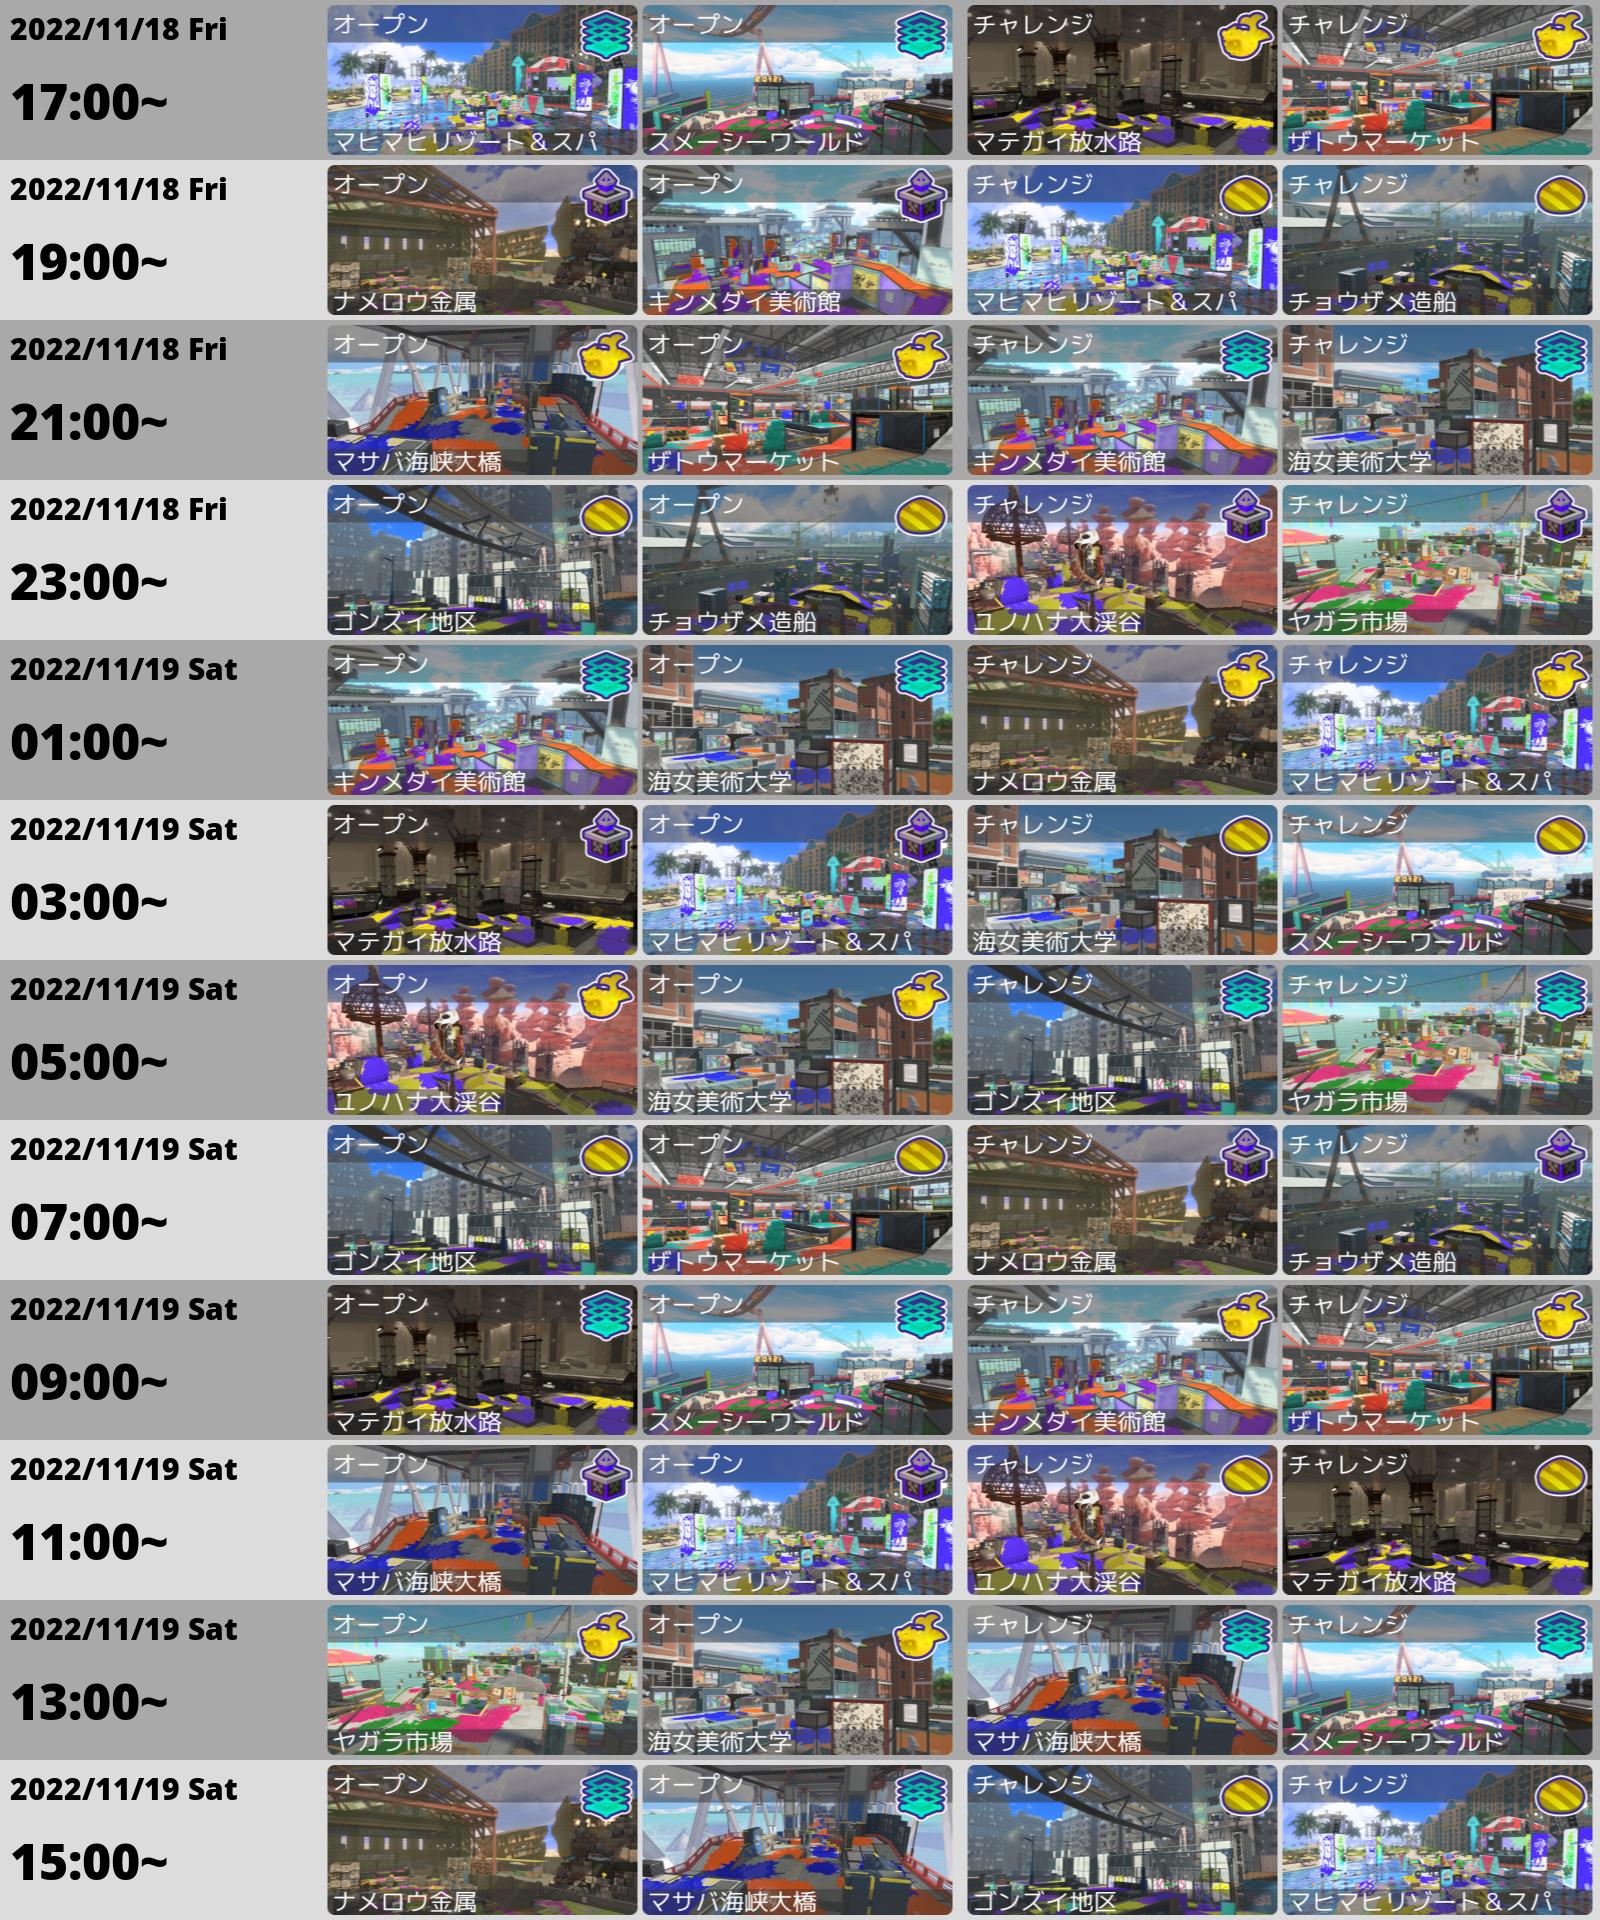 2022/11/18 Fri
17:00~
オープン オープン チャレンジ チャレンジ
マヒマヒリゾート＆スパ スメーシーワールド マテガイ放水路 ザトウマーケット
2022/11/18 Fri
19:00~
オープン オープン チャレンジ チャレンジ
ナメロウ金属 キンメダイ美術館 マヒマヒリゾート＆スパ チョウザメ造船
2022/11/18 Fri
21:00~
オープン オープン チャレンジ チャレンジ
マサバ海峡大橋 ザトウマーケット キンメダイ美術館 海女美術大学
2022/11/18 Fri
23:00~
オープン オープン チャレンジ チャレンジ
ゴンズイ地区 チョウザメ造船 ユノハナ大渓谷 ヤガラ市場
2022/11/19 Sat
01:00~
オープン オープン チャレンジ チャレンジ
キンメダイ美術館 海女美術大学 ナメロウ金属 マヒマヒリゾート＆スパ
2022/11/19 Sat
03:00~
オープン オープン チャレンジ チャレンジ
マテガイ放水路 マヒマヒリゾート＆スパ 海女美術大学 スメーシーワールド
2022/11/19 Sat
05:00~
オープン オープン チャレンジ チャレンジ
ユノハナ大渓谷 海女美術大学 ゴンズイ地区 ヤガラ市場
2022/11/19 Sat
07:00~
オープン オープン チャレンジ チャレンジ
ゴンズイ地区 ザトウマーケット ナメロウ金属 チョウザメ造船
2022/11/19 Sat
09:00~
オープン オープン チャレンジ チャレンジ
マテガイ放水路 スメーシーワールド キンメダイ美術館 ザトウマーケット
2022/11/19 Sat
11:00~
オープン オープン チャレンジ チャレンジ
マサバ海峡大橋 マヒマヒリゾート＆スパ ユノハナ大渓谷 マテガイ放水路
2022/11/19 Sat
13:00~
オープン オープン チャレンジ チャレンジ
ヤガラ市場 海女美術大学 マサバ海峡大橋 スメーシーワールド
2022/11/19 Sat
15:00~
オープン オープン チャレンジ チャレンジ
ナメロウ金属 マサバ海峡大橋 ゴンズイ地区 マヒマヒリゾート＆スパ